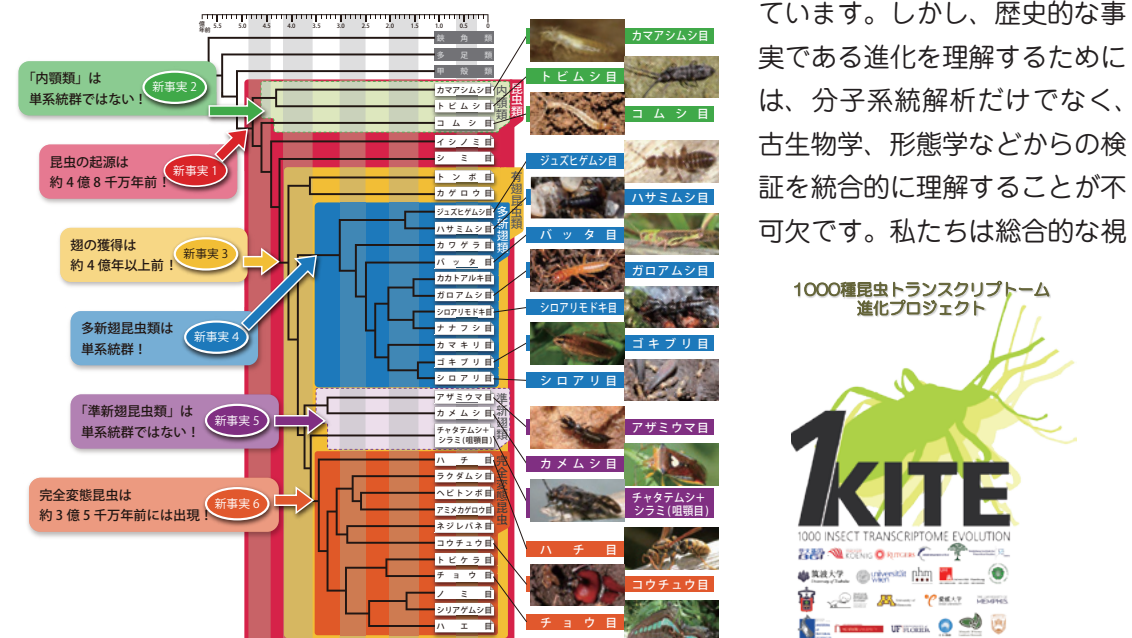 億年前 5.5 5.0 4.5 4.0 3.5 3.0 2.5 2.0 1.5 1.0 0.5 0
鋏角類
多足類
甲殻類
昆虫類
内顎類
カマアシムシ目
トビムシ目
コムシ目
イシノミ目
シミ目
有翅昆虫類
トンボ目
カゲロウ目
多新翅類
ジュズヒゲムシ目
ハサミムシ目
カワゲラ目
バッタ目
カカトアルキ目
ガロアムシ目
シロアリモドキ目
ナナフシ目
カマキリ目
ゴキブリ目
シロアリ目
準新翅類
アザミウマ目
カメムシ目
チャタテムシ+
シラミ(咀顎目)
完全変態昆虫
ハチ目
ラクダムシ目
ヘビトンボ目
アミメカゲロウ目
ネジレバネ目
コウチュウ目
トビケラ目
チョウ目
ノミ目
シリアゲムシ目
ハエ目
「内顎類」は
単系統群ではない!
新事実2
昆虫の起源は
約4億8千万年前!
新事実1
翅の獲得は
約4億年以上前!
新事実3
多新翅昆虫類は
単系統群!
新事実4
「準新翅昆虫類」は
単系統群ではない!
新事実5
完全変態昆虫は
約3億5千万年前には出現!
新事実6
カマアシムシ目
トビムシ目
コムシ目
ジュズヒゲムシ目
ハサミムシ目
バッタ目
ガロアムシ目
シロアリモドキ目
ゴキブリ目
シロアリ目
アザミウマ目
カメムシ目
チャタテムシ+
シラミ(咀顎目)
ハチ目
コウチュウ目
チョウ目
ています。しかし、歴史的な事
実である進化を理解するために
は、分子系統解析だけでなく、
古生物学、形態学などからの検
証を統合的に理解することが不
可欠です。私たちは総合的な視
1000種昆虫トランスクリプトーム
進化プロジェクト
1KITE
1000 INSECT TRANSCRIPTOME EVOLUTION
KOENIG
RUTGERS
筑波大学
universität wien
nhm
愛媛大学
MEMPHIS
UF FLORIDA